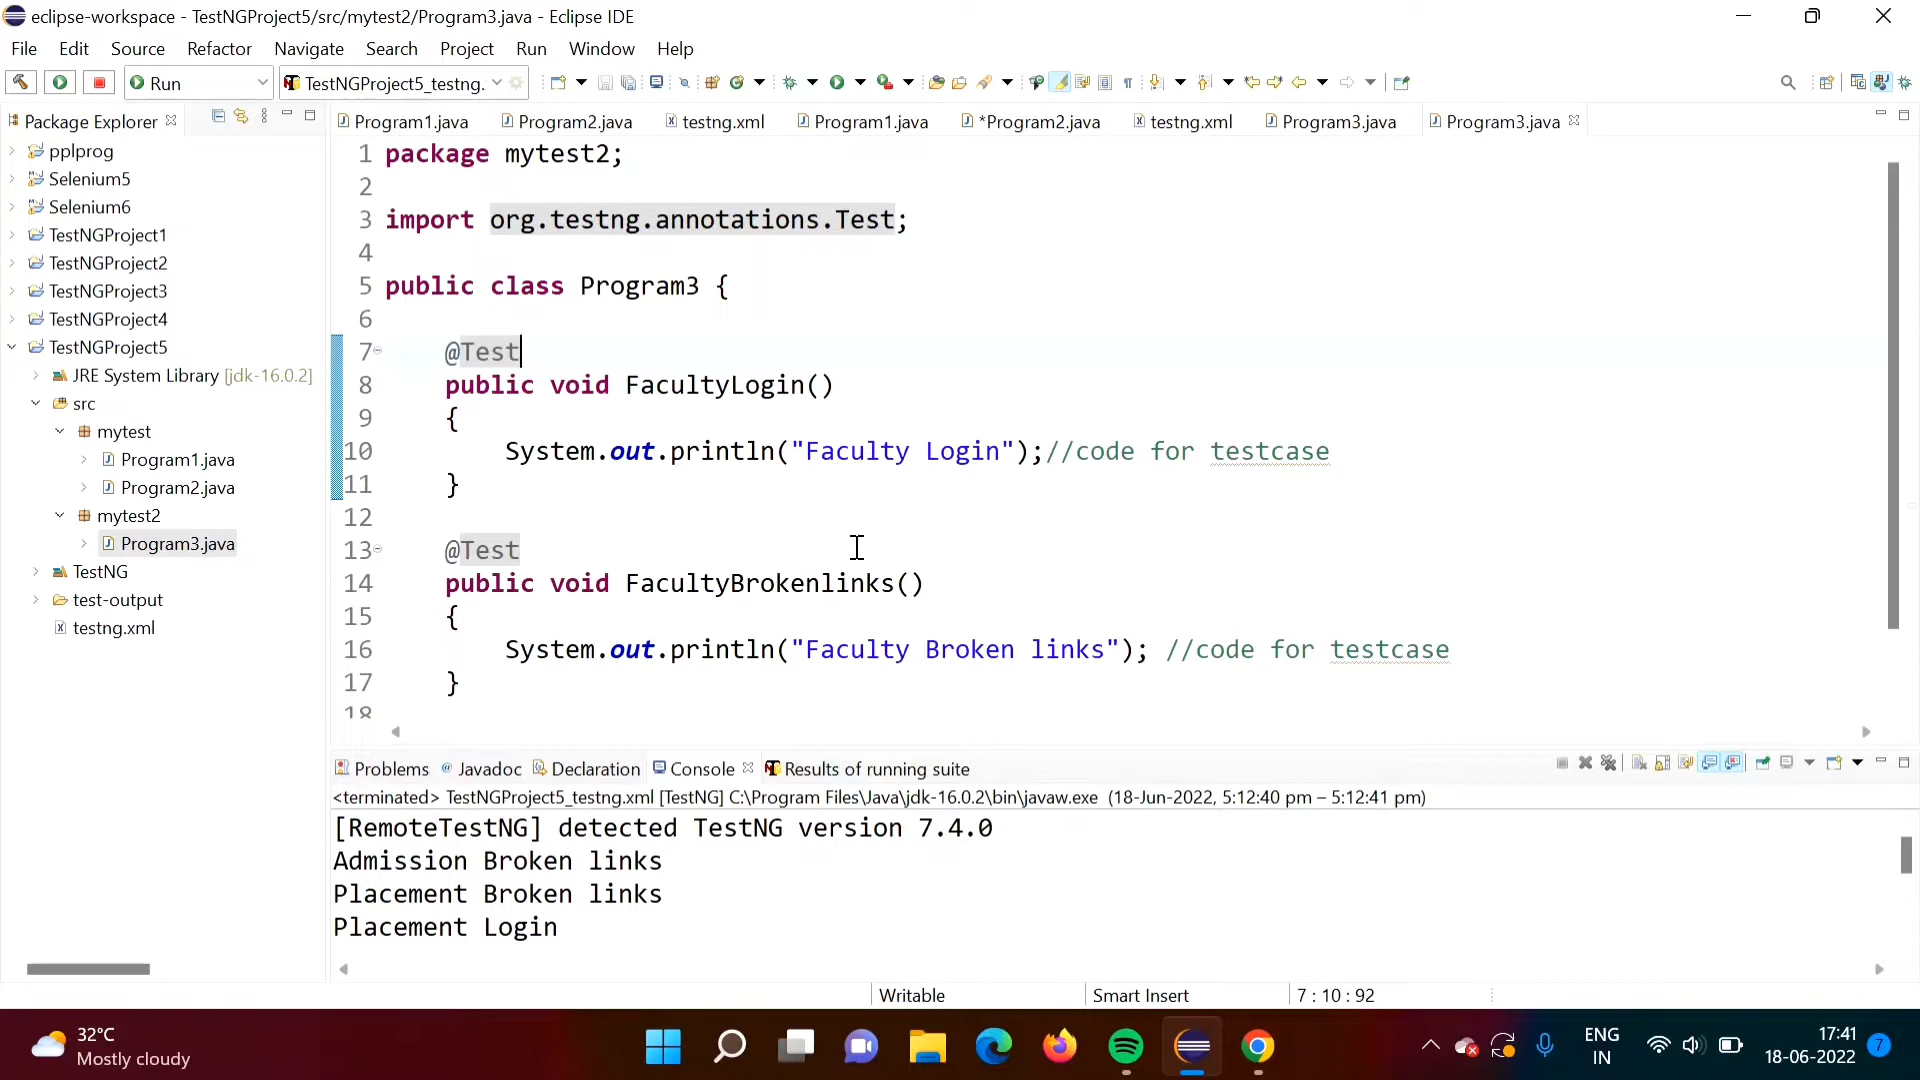 eclipse-workspace - TestNGProject5/src/mytest2/Program3.java - Eclipse IDE
File Edit Source Refactor Navigate Search Project Run Window Help
Run TestNGProject5_testng.
Package Explorer Program1.java Program2.java testng.xml Program1.java *Program2.java testng.xml Program3.java Program3.java
pplprog
Selenium5
Selenium6
TestNGProject1
TestNGProject2
TestNGProject3
TestNGProject4
TestNGProject5
JRE System Library [jdk-16.0.2]
src
mytest
Program1.java
Program2.java
mytest2
Program3.java
TestNG
test-output
testng.xml
1 package mytest2;
2
3 import org.testng.annotations.Test;
4
5 public class Program3 {
6
7 @Test
8 public void FacultyLogin()
9 {
10 System.out.println("Faculty Login");//code for testcase
11 }
12
13 @Test
14 public void FacultyBrokenlinks()
15 {
16 System.out.println("Faculty Broken links"); //code for testcase
17 }
18
Problems Javadoc Declaration Console Results of running suite
<terminated> TestNGProject5_testng.xml [TestNG] C:\Program Files\Java\jdk-16.0.2\bin\javaw.exe (18-Jun-2022, 5:12:40 pm – 5:12:41 pm)
[RemoteTestNG] detected TestNG version 7.4.0
Admission Broken links
Placement Broken links
Placement Login
Writable Smart Insert 7 : 10 : 92
32°C
Mostly cloudy
ENG
IN
17:41
18-06-2022
7